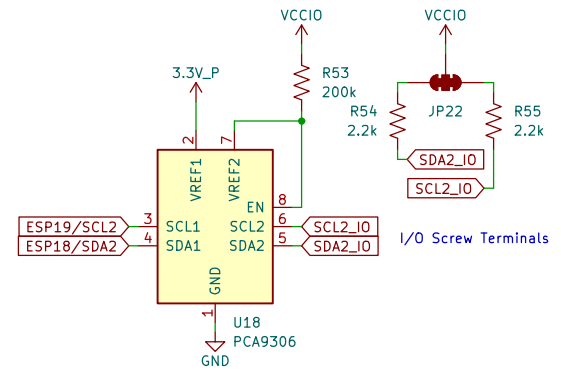 VCCIO
VCCIO
3.3V_P
R53
200k
R54
2.2k
JP22
R55
2.2k
2
7
VREF1
VREF2
SDA2_IO
SCL2_IO
EN
8
ESP19/SCL2
3
SCL1
SCL2
6
SCL2_IO
ESP18/SDA2
4
SDA1
SDA2
5
SDA2_IO
I/O Screw Terminals
GND
1
U18
PCA9306
GND